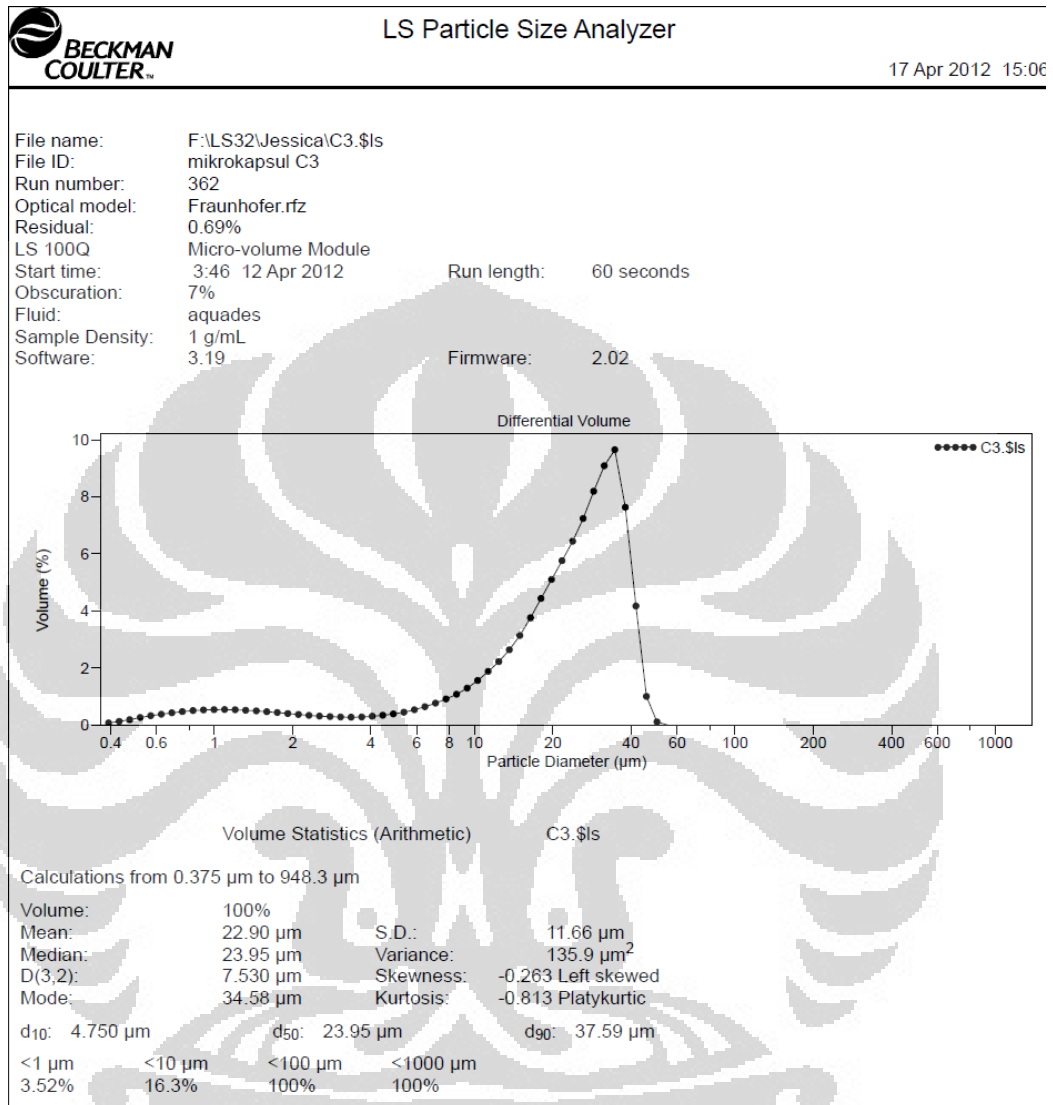 BECKMAN
COULTER™
LS Particle Size Analyzer
17 Apr 2012 15:06
File name: F:\LS32\Jessica\C3.$ls
File ID: mikrokapsul C3
Run number: 362
Optical model: Fraunhofer.rfz
Residual: 0.69%
LS 100Q Micro-volume Module
Start time: 3:46 12 Apr 2012 Run length: 60 seconds
Obscuration: 7%
Fluid: aquades
Sample Density: 1 g/mL
Software: 3.19 Firmware: 2.02
Differential Volume
C3.$ls
Volume (%)
10
8
6
4
2
0
0.4 0.6 1 2 4 6 8 10 20 40 60 100 200 400 600 1000
Particle Diameter (µm)
Volume Statistics (Arithmetic) C3.$ls
Calculations from 0.375 µm to 948.3 µm
Volume: 100%
Mean: 22.90 µm S.D.: 11.66 µm
Median: 23.95 µm Variance: 135.9 µm²
D(3,2): 7.530 µm Skewness: -0.263 Left skewed
Mode: 34.58 µm Kurtosis: -0.813 Platykurtic
d₁₀: 4.750 µm d₅₀: 23.95 µm d₉₀: 37.59 µm
<1 µm <10 µm <100 µm <1000 µm
3.52% 16.3% 100% 100%